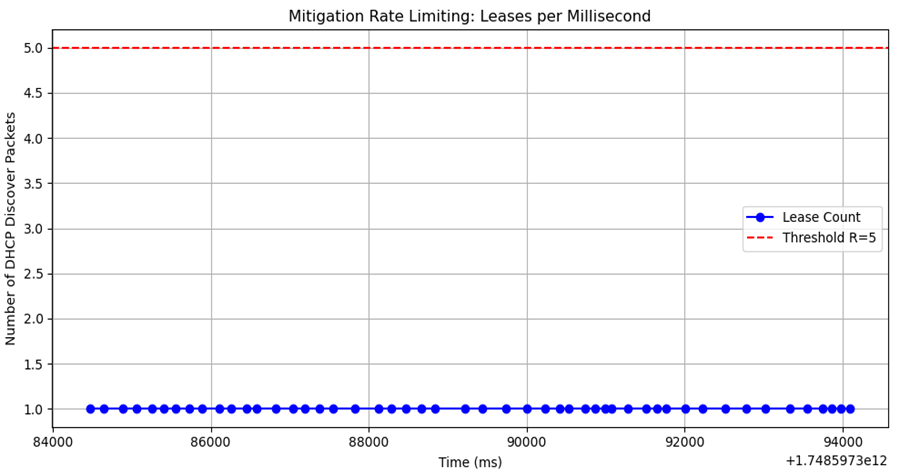 Mitigation Rate Limiting: Leases per Millisecond
Number of DHCP Discover Packets
5.0
4.5
4.0
3.5
3.0
2.5
2.0
1.5
1.0
Lease Count
Threshold R=5
84000 86000 88000 90000 92000 94000
Time (ms)
+1.7485973e12